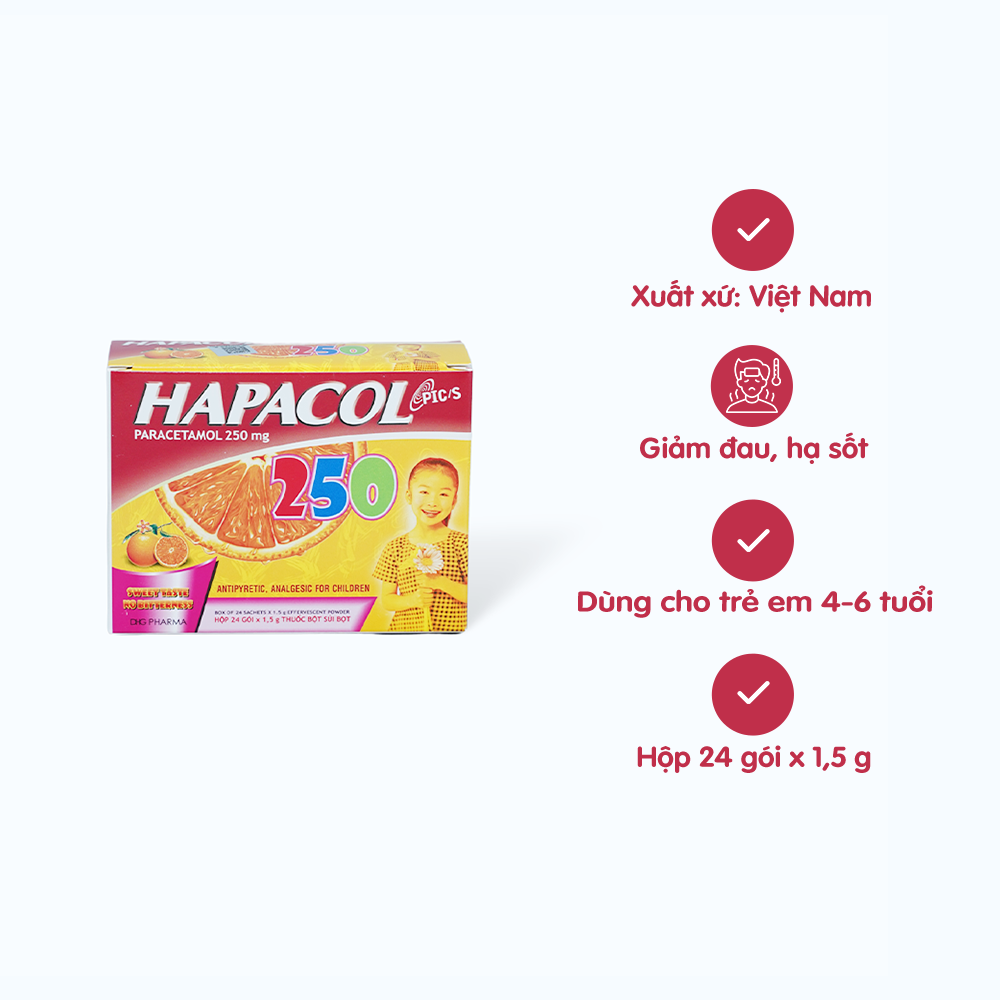 250
HAPACOL
PIC/S
PARACETAMOL 250 mg
250
SWEET TASTE
NO BITTERNESS
ANTIPYRETIC, ANALGESIC FOR CHILDREN
BOX OF 24 SACHETS X 1.5 g EFFERVESCENT POWDER
HỘP 24 GÓI x 1,5 g THUỐC BỘT SỦI BỌT
DHG PHARMA
Xuất xứ: Việt Nam
Giảm đau, hạ sốt
Dùng cho trẻ em 4-6 tuổi
Hộp 24 gói x 1,5 g